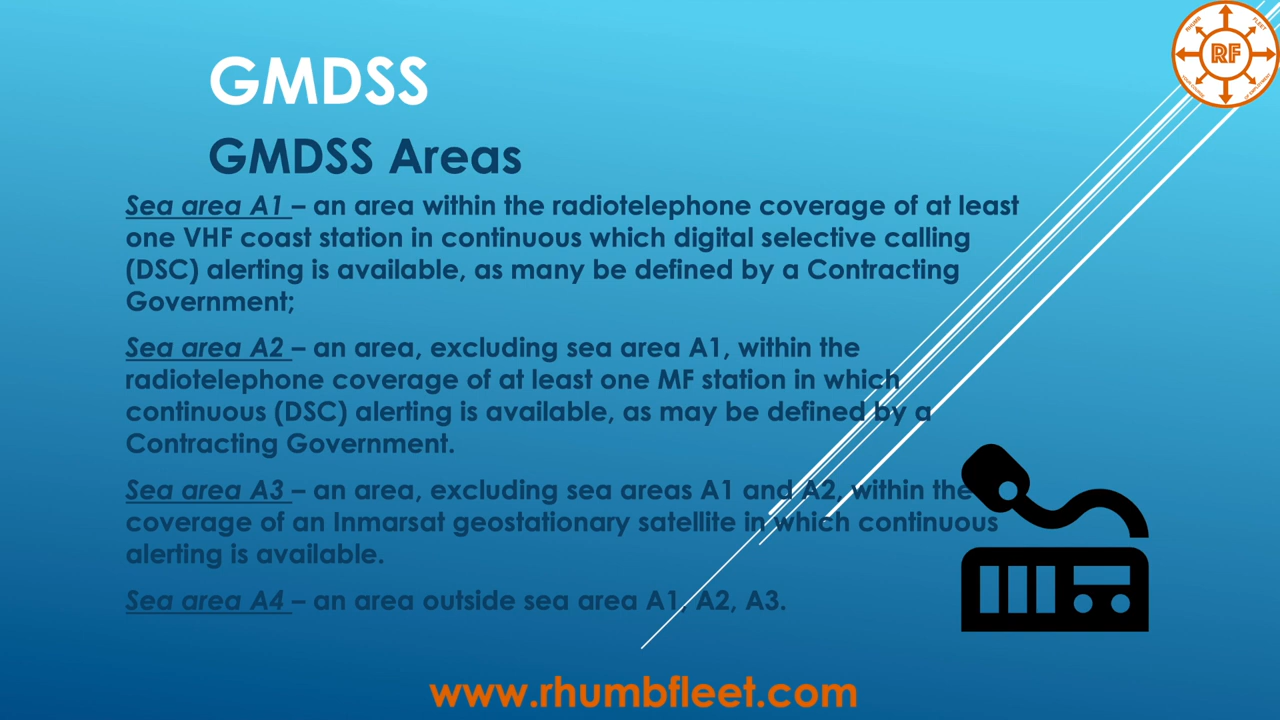 GMDSS
GMDSS Areas
Sea area A1 – an area within the radiotelephone coverage of at least
one VHF coast station in continuous which digital selective calling
(DSC) alerting is available, as many be defined by a Contracting
Government;
Sea area A2 – an area, excluding sea area A1, within the
radiotelephone coverage of at least one MF station in which
continuous (DSC) alerting is available, as may be defined by a
Contracting Government.
Sea area A3 – an area, excluding sea areas A1 and A2, within the
coverage of an Inmarsat geostationary satellite in which continuous
alerting is available.
Sea area A4 – an area outside sea area A1, A2, A3.
www.rhumbfleet.com
RF
FLEET